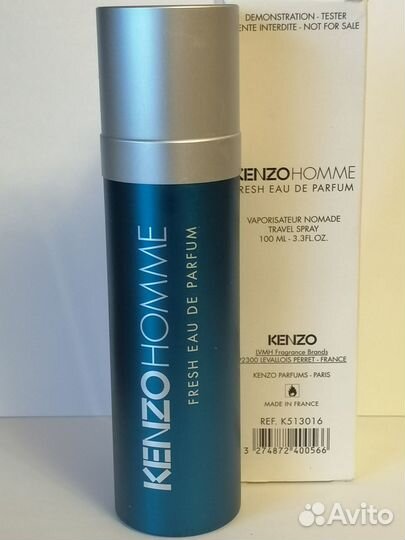 KENZOHOMME
FRESH EAU DE PARFUM
DEMONSTRATION - TESTER
ENTE INTERDITE - NOT FOR SALE
KENZOHOMME
FRESH EAU DE PARFUM
VAPORISATEUR NOMADE
TRAVEL SPRAY
100 ML - 3.3FL.OZ.
KENZO
LVMH Fragrance Brands
92300 LEVALLOIS PERRET - FRANCE
KENZO PARFUMS - PARIS
MADE IN FRANCE
REF. K513016
3 274872 400566
Avito